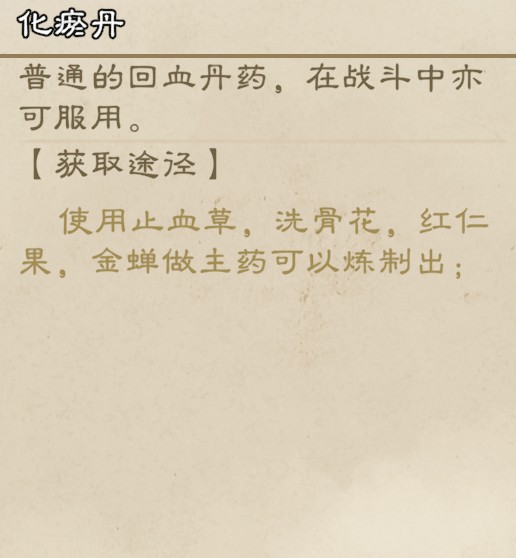 化瘀丹
普通的回血丹药，在战斗中亦
可服用。
【获取途径】
使用止血草，洗骨花，红仁
果，金蝉做主药可以炼制出；